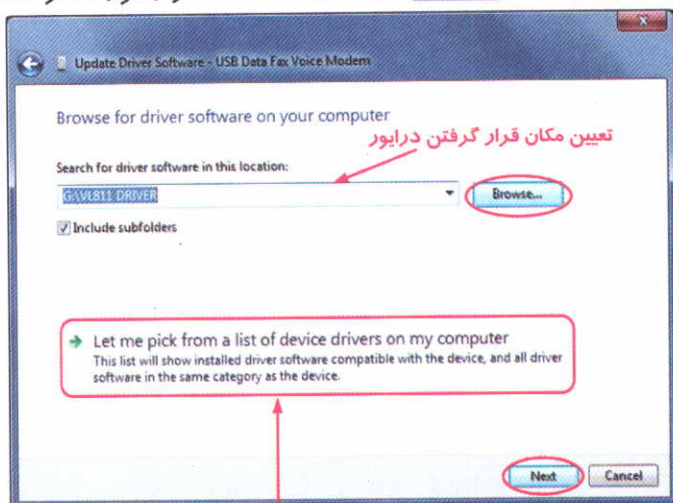 Update Driver Software - USB Data Fax Voice Modem
Browse for driver software on your computer
تعیین مکان قرار گرفتن درایور
Search for driver software in this location:
G:\VL811 DRIVER
Browse...
Include subfolders
Let me pick from a list of device drivers on my computer
This list will show installed driver software compatible with the device, and all driver
software in the same category as the device.
Next
Cancel